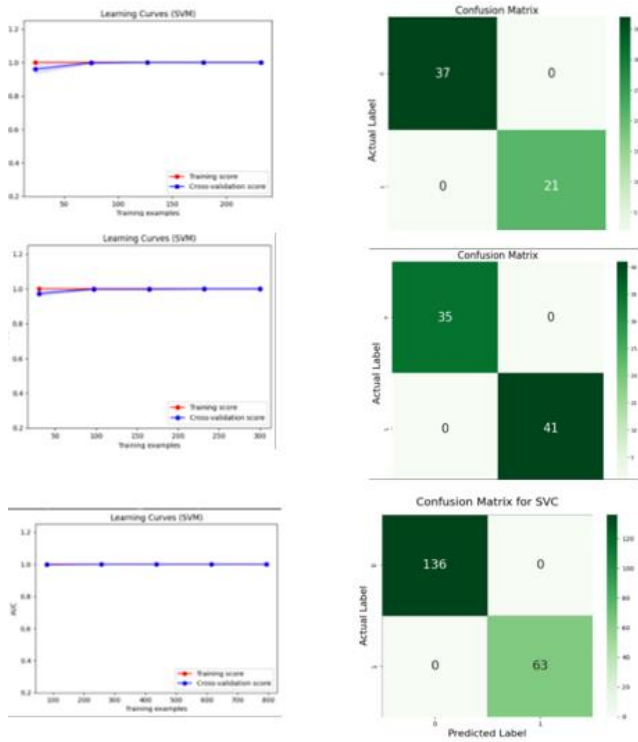 Learning Curves (SVM)
1.2
1.0
0.8
0.6
0.4
0.2
50 100 150 200
Training examples
Training score
Cross-validation score
Confusion Matrix
Actual Label
37 0
0 21
Learning Curves (SVM)
1.2
1.0
0.8
0.6
0.4
0.2
50 100 150 200 250 300
Training examples
Training score
Cross-validation score
Confusion Matrix
Actual Label
35 0
0 41
Learning Curves (SVM)
AUC
1.2
1.0
0.8
0.6
0.4
0.2
100 200 300 400 500 600 700 800
Training examples
Training score
Cross-validation score
Confusion Matrix for SVC
Actual Label
136 0
0 63
0 1
Predicted Label
120
100
80
60
40
20
0